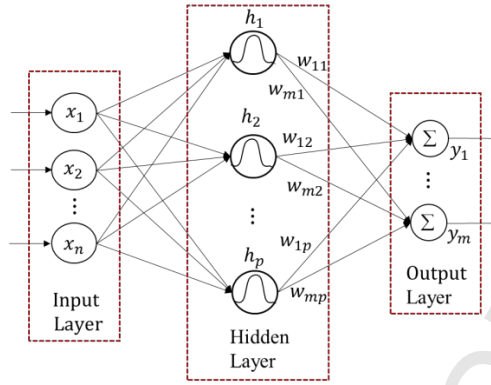 x₁
x₂
⋮
xₙ
Input
Layer
h₁
h₂
...
hₚ
Hidden
Layer
w₁₁
wₘ₁
w₁₂
wₘ₂
w₁ₚ
wₘₚ
Σ
y₁
...
Σ
yₘ
Output
Layer